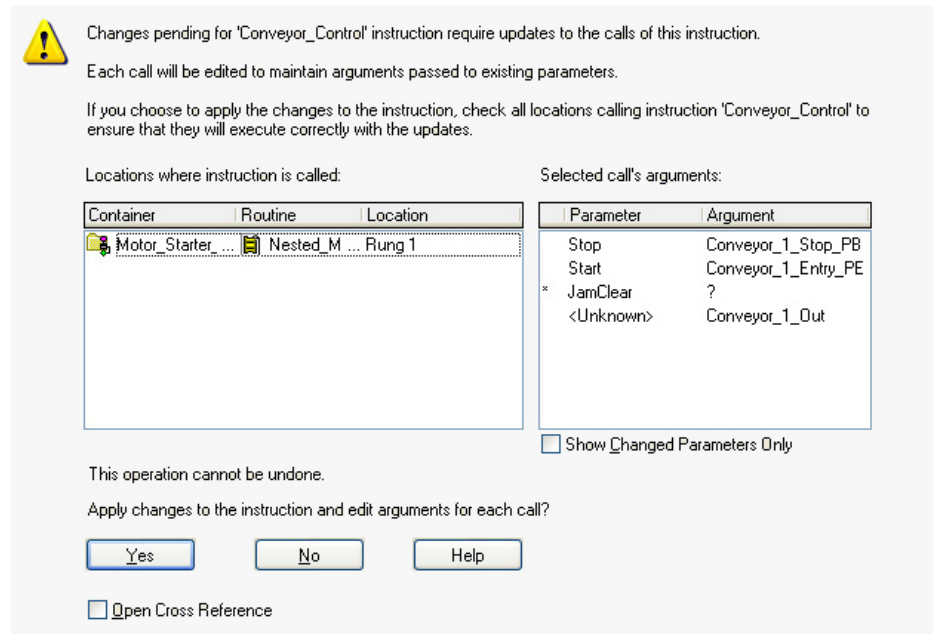 Changes pending for 'Conveyor_Control' instruction require updates to the calls of this instruction.
Each call will be edited to maintain arguments passed to existing parameters.
If you choose to apply the changes to the instruction, check all locations calling instruction 'Conveyor_Control' to
ensure that they will execute correctly with the updates.
Locations where instruction is called:
Container Routine Location
Motor_Starter_ ... Nested_M ... Rung 1
Selected call's arguments:
Parameter Argument
Stop Conveyor_1_Stop_PB
Start Conveyor_1_Entry_PE
* JamClear ?
<Unknown> Conveyor_1_Out
Show Changed Parameters Only
This operation cannot be undone.
Apply changes to the instruction and edit arguments for each call?
Yes No Help
Open Cross Reference